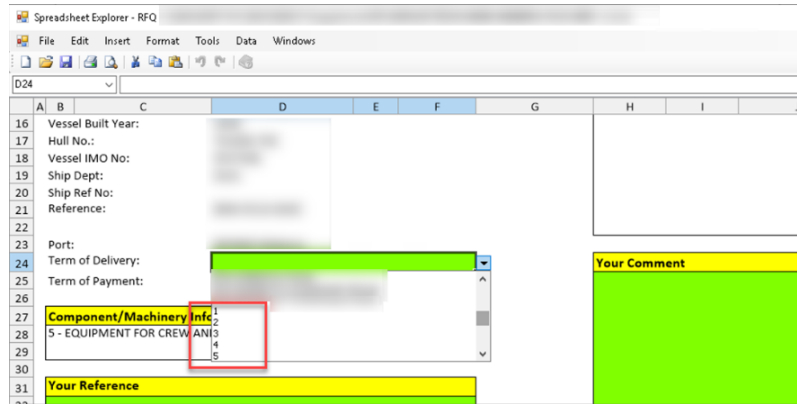 Spreadsheet Explorer - RFQ
File Edit Insert Format Tools Data Windows
D24
A B C D E F G H I
16 Vessel Built Year:
17 Hull No.:
18 Vessel IMO No:
19 Ship Dept:
20 Ship Ref No:
21 Reference:
22
23 Port:
24 Term of Delivery: Your Comment
25 Term of Payment:
26
27 Component/Machinery Info
1
2
28 5 - EQUIPMENT FOR CREW AN
3
4
29
5
30
31 Your Reference